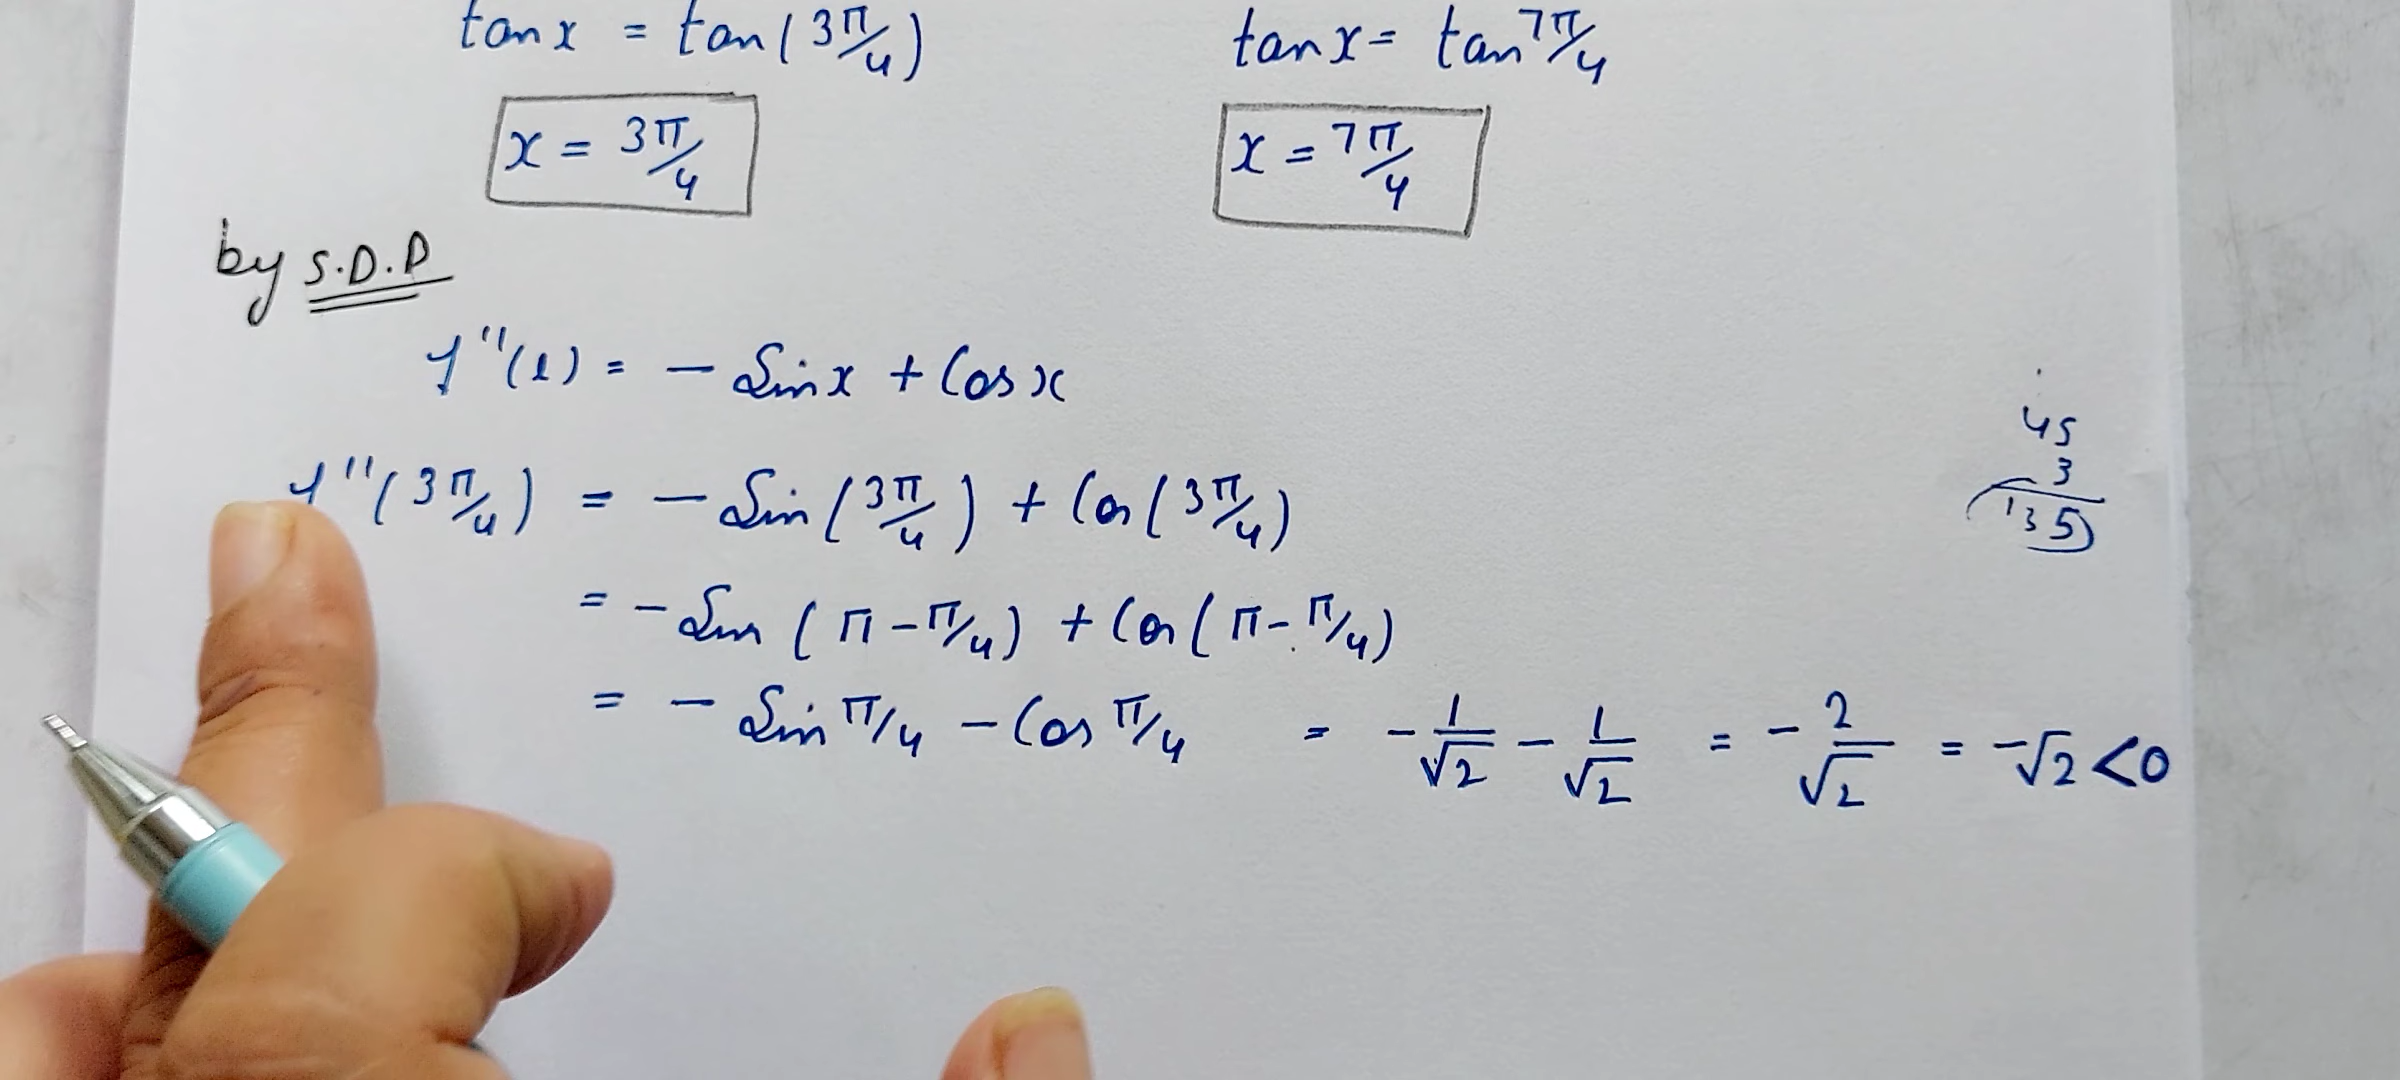 tan x = tan(3π/4)
tan x = tan 7π/4
x = 3π/4
x = 7π/4
by S.D.D
f''(x) = - Sin x + Cos x
f''(3π/4) = - Sin(3π/4) + Cos(3π/4)
45
3
135
= - Sin(π - π/4) + Cos(π - π/4)
= - Sin π/4 - Cos π/4 = - 1/√2 - 1/√2 = - 2/√2 = -√2 < 0